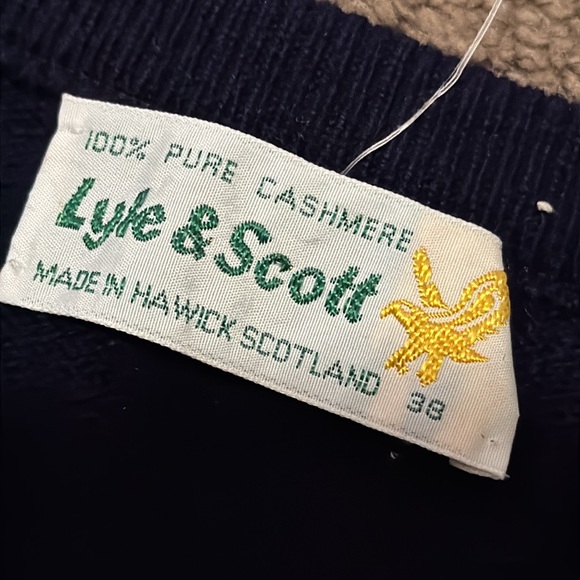 100% PURE CASHMERE
Lyle & Scott
MADE IN HAWICK SCOTLAND 38